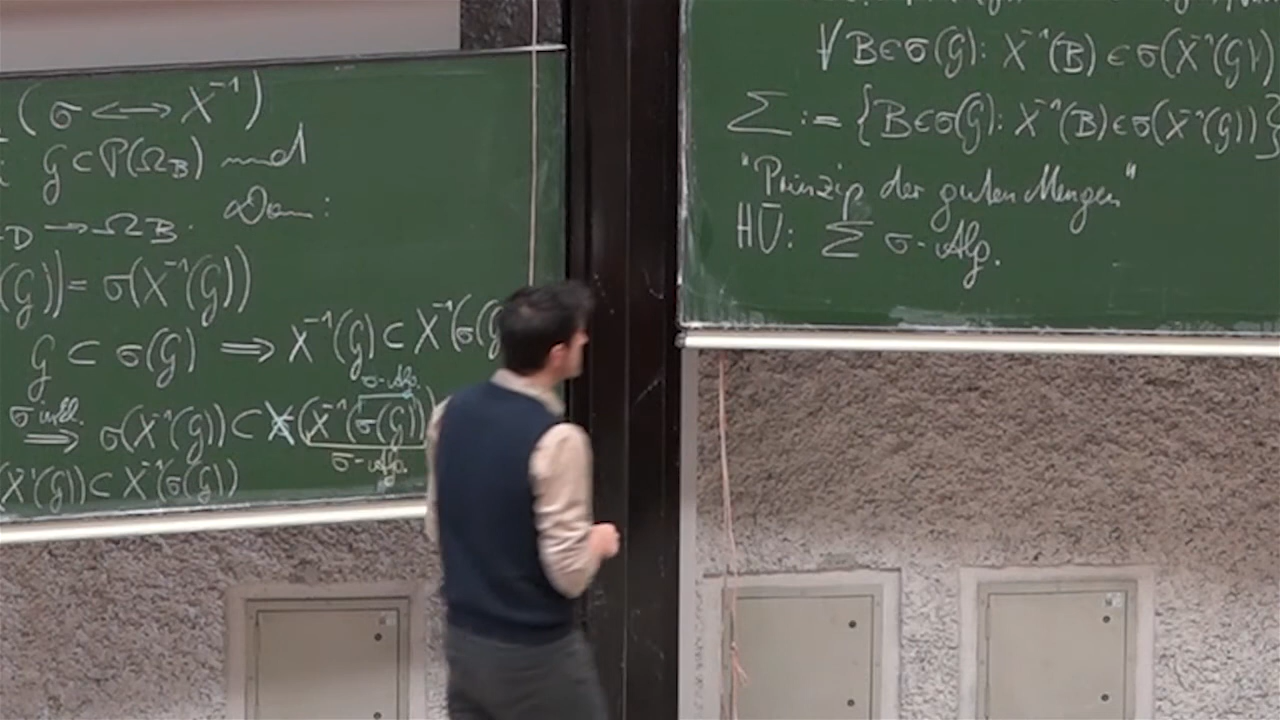 (σ ⟷ X⁻¹)
G ⊂ P(Ω_B) und
D → Ω_B. Dann:
(G)) = σ(X⁻¹(G))
G ⊂ σ(G) ⟹ X⁻¹(G) ⊂ X⁻¹(σ(G
σ-Alg.
σ inkl. ⟹ σ(X⁻¹(G)) ⊂ (X⁻¹(σ(G))
σ-Alg.
(X⁻¹(G)) ⊂ X⁻¹(σ(G))
∀ B∈σ(G): X⁻¹(B) ∈ σ(X⁻¹(G))
Σ := {B∈σ(G): X⁻¹(B)∈σ(X⁻¹(G))}
"Prinzip der guten Mengen"
HÜ: Σ σ-Alg.